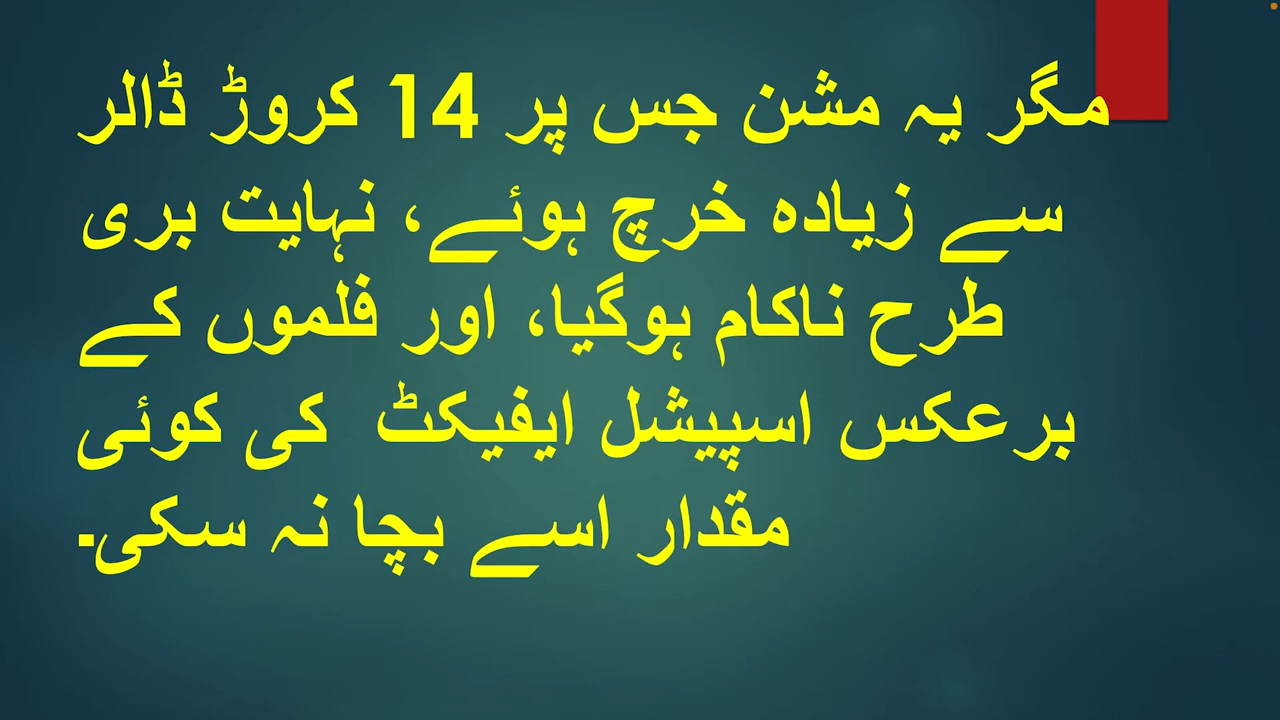 مگر یہ مشن جس پر 14 کروڑ ڈالر
سے زیادہ خرچ ہوئے، نہایت بری
طرح ناکام ہوگیا، اور فلموں کے
برعکس اسپیشل ایفیکٹ کی کوئی
مقدار اسے بچا نہ سکی۔